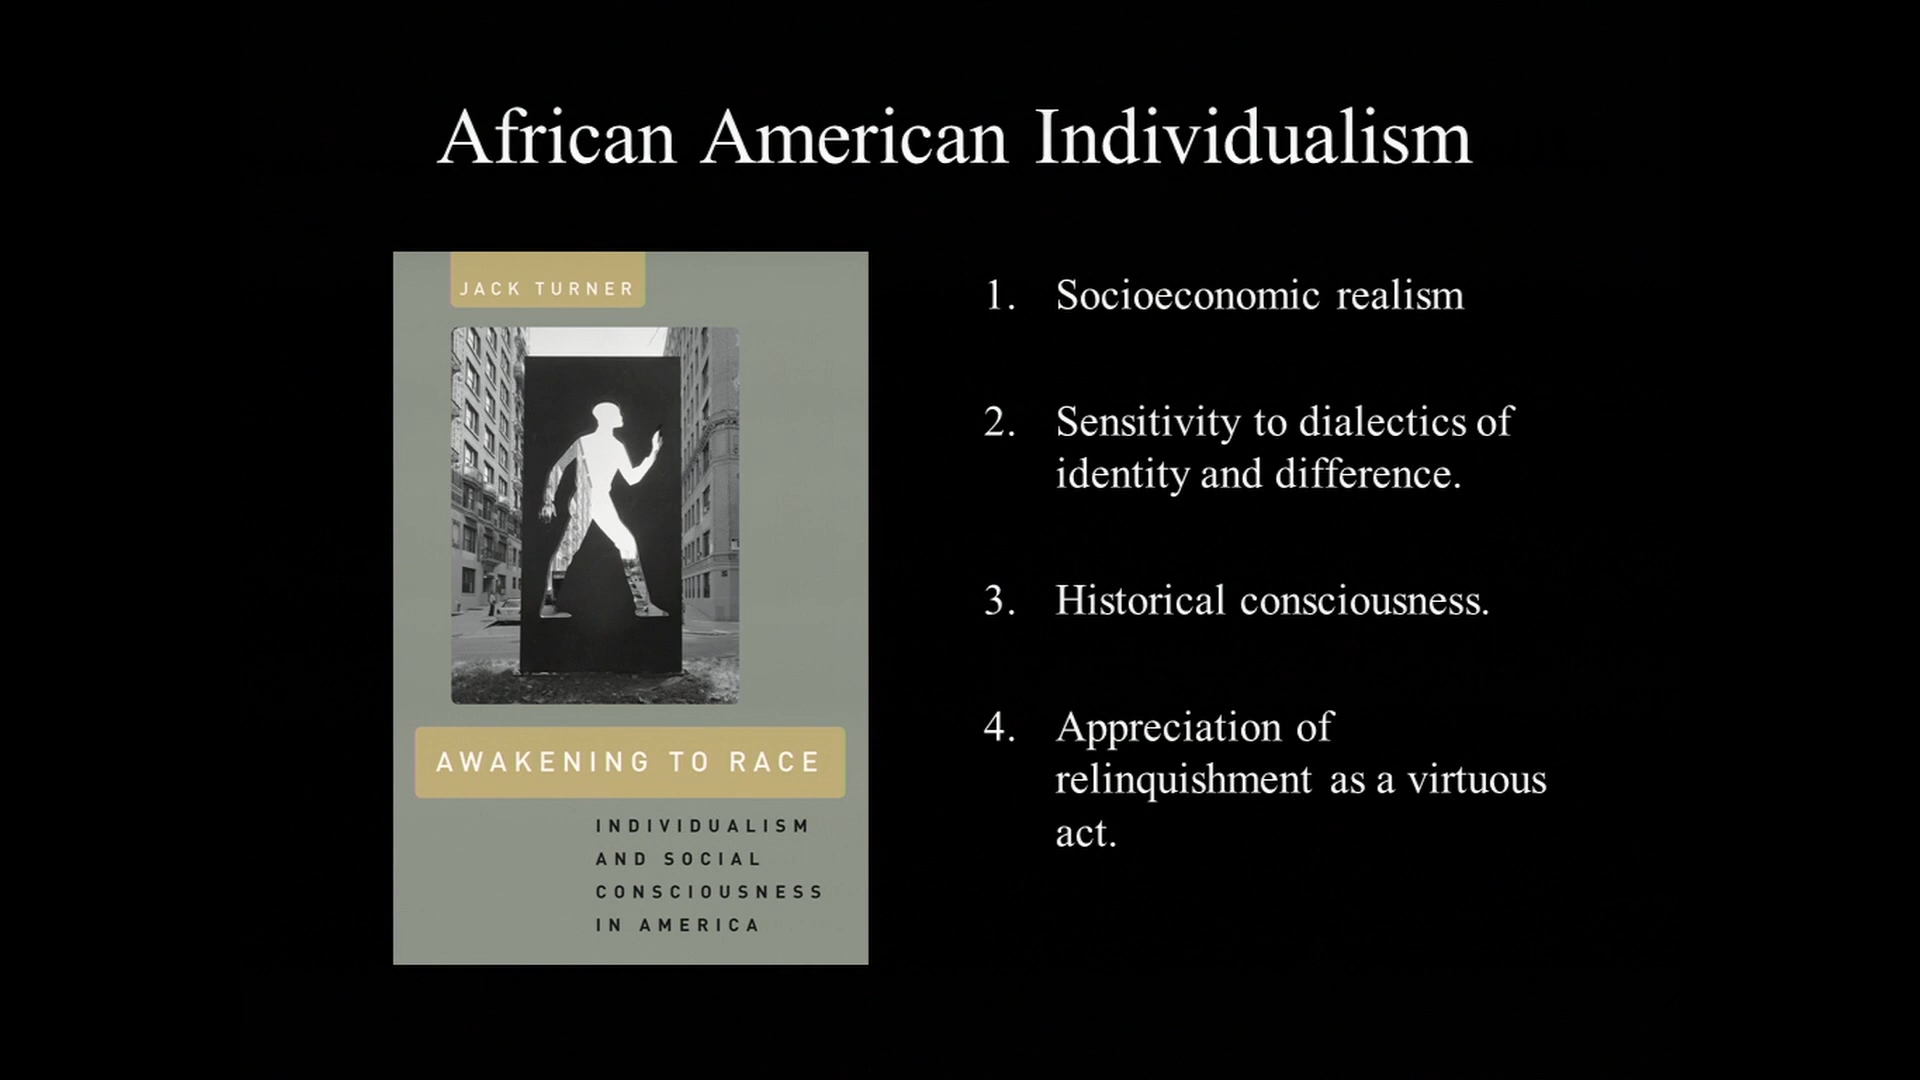 African American Individualism
JACK TURNER
AWAKENING TO RACE
INDIVIDUALISM
AND SOCIAL
CONSCIOUSNESS
IN AMERICA
1. Socioeconomic realism
2. Sensitivity to dialectics of
identity and difference.
3. Historical consciousness.
4. Appreciation of
relinquishment as a virtuous
act.